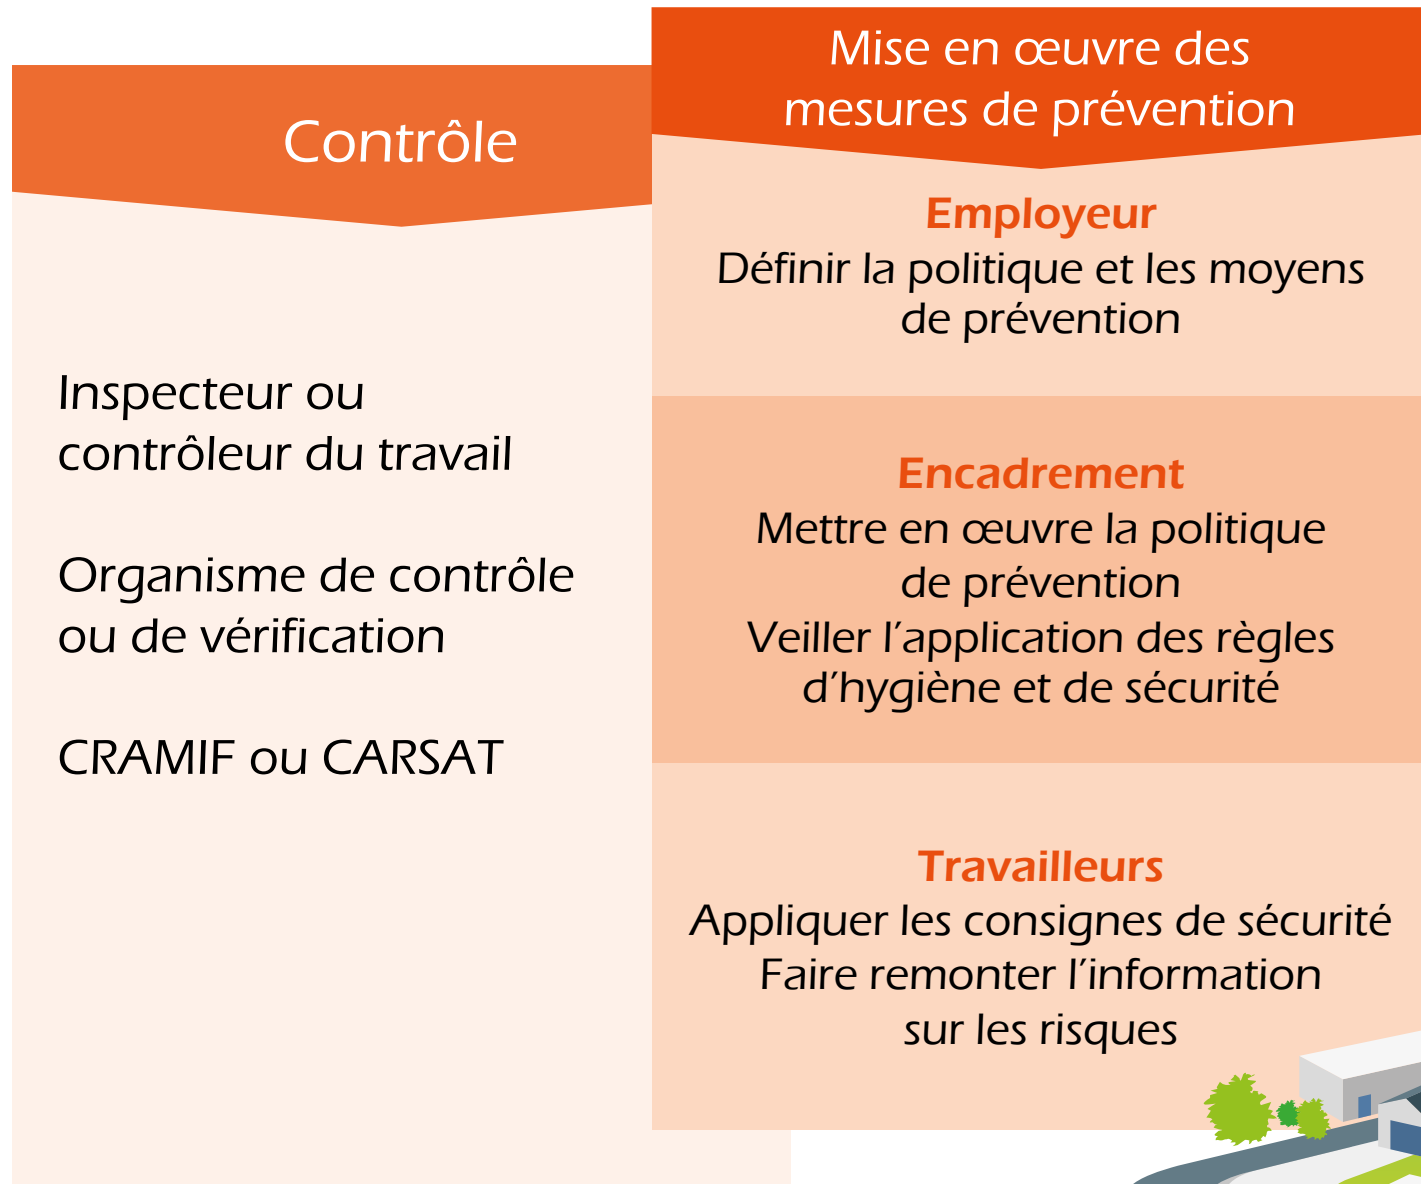 Contrôle
Inspecteur ou
contrôleur du travail
Organisme de contrôle
ou de vérification
CRAMIF ou CARSAT
Mise en œuvre des
mesures de prévention
Employeur
Définir la politique et les moyens
de prévention
Encadrement
Mettre en œuvre la politique
de prévention
Veiller l’application des règles
d’hygiène et de sécurité
Travailleurs
Appliquer les consignes de sécurité
Faire remonter l’information
sur les risques